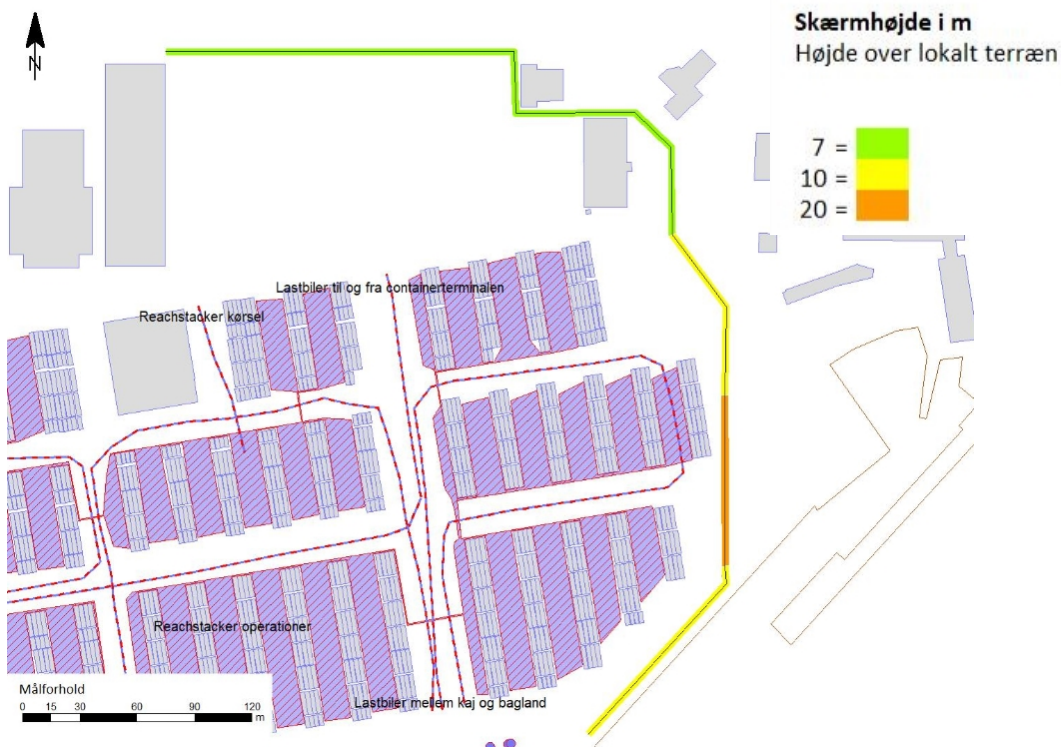 N
Skærmhøjde i m
Højde over lokalt terræn
7 =
10 =
20 =
Lastbiler til og fra containerterminalen
Reachstacker kørsel
Reachstacker operationer
Lastbiler mellem kaj og bagland
Målforhold
0 15 30 60 90 120
m